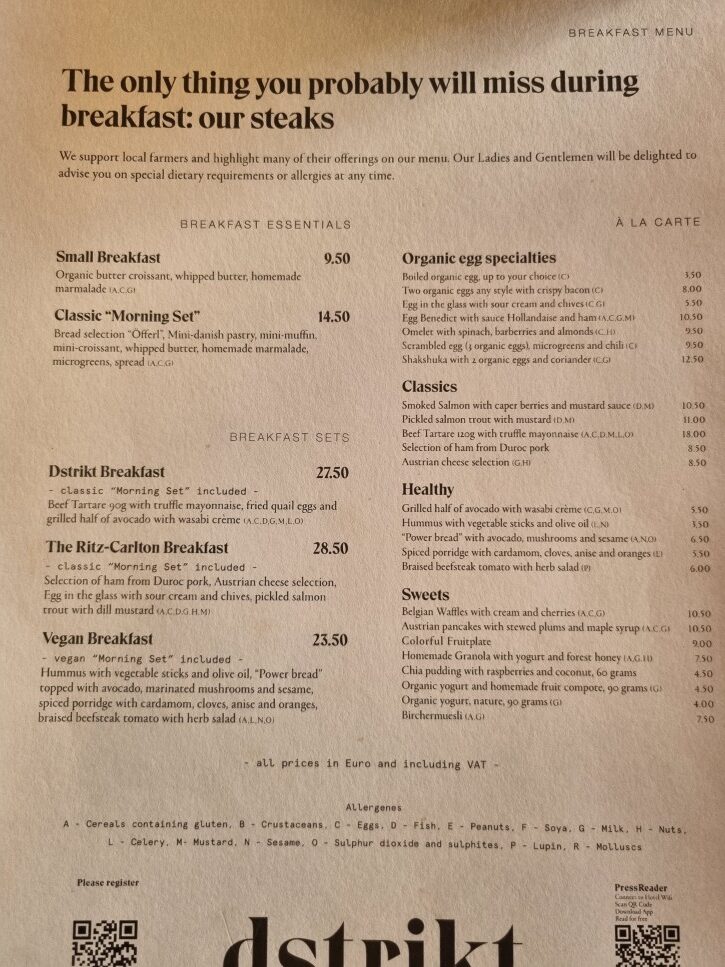 BREAKFAST MENU
The only thing you probably will miss during
breakfast: our steaks
We support local farmers and highlight many of their offerings on our menu. Our Ladies and Gentlemen will be delighted to
advise you on special dietary requirements or allergies at any time.
BREAKFAST ESSENTIALS
Small Breakfast 9.50
Organic butter croissant, whipped butter, homemade
marmalade (A,C,G)
Classic “Morning Set” 14.50
Bread selection “Öfferl”, Mini-danish pastry, mini-muffin,
mini-croissant, whipped butter, homemade marmalade,
microgreens, spread (A,C,G)
BREAKFAST SETS
Dstrikt Breakfast 27.50
- classic “Morning Set” included -
Beef Tartare 90g with truffle mayonnaise, fried quail eggs and
grilled half of avocado with wasabi crème (A,C,D,G,M,L,O)
The Ritz-Carlton Breakfast 28.50
- classic “Morning Set” included -
Selection of ham from Duroc pork, Austrian cheese selection,
Egg in the glass with sour cream and chives, pickled salmon
trout with dill mustard (A,C,D,G,H,M)
Vegan Breakfast 23.50
- vegan “Morning Set” included -
Hummus with vegetable sticks and olive oil, “Power bread”
topped with avocado, marinated mushrooms and sesame,
spiced porridge with cardamom, cloves, anise and oranges,
braised beefsteak tomato with herb salad (A,L,N,O)
À LA CARTE
Organic egg specialties
Boiled organic egg, up to your choice (C) 3,50
Two organic eggs any style with crispy bacon (C) 8.00
Egg in the glass with sour cream and chives (C,G) 5.50
Egg Benedict with sauce Hollandaise and ham (A,C,G,M) 10.50
Omelet with spinach, barberries and almonds (C,H) 9.50
Scrambled egg (3 organic eggs), microgreens and chili (C) 9.50
Shakshuka with 2 organic eggs and coriander (C,G) 12.50
Classics
Smoked Salmon with caper berries and mustard sauce (D,M) 10.50
Pickled salmon trout with mustard (D,M) 11.00
Beef Tartare 120g with truffle mayonnaise (A,C,D,M,L,O) 18.00
Selection of ham from Duroc pork 8.50
Austrian cheese selection (G,H) 8.50
Healthy
Grilled half of avocado with wasabi crème (C,G,M,O) 5.50
Hummus with vegetable sticks and olive oil (L,N) 3.50
“Power bread” with avocado, mushrooms and sesame (A,N,O) 6.50
Spiced porridge with cardamom, cloves, anise and oranges 5.50
Braised beefsteak tomato with herb salad (P) 6.00
Sweets
Belgian Waffles with cream and cherries (A,C,G) 10.50
Austrian pancakes with stewed plums and maple syrup (A,C,G) 10.50
Colorful Fruitplate 9.00
Homemade Granola with yogurt and forest honey (A,G,H) 7.50
Chia pudding with raspberries and coconut, 60 grams 4.50
Organic yogurt and homemade fruit compote, 90 grams (G) 4.50
Organic yogurt, nature, 90 grams (G) 4.00
Birchermuesli (A,G) 7.50
- all prices in Euro and including VAT -
Allergenes
A - Cereals containing gluten, B - Crustaceans, C - Eggs, D - Fish, E - Peanuts, F - Soya, G - Milk, H - Nuts,
L - Celery, M- Mustard, N - Sesame, O - Sulphur dioxide and sulphites, P - Lupin, R - Molluscs
Please register
dstrikt
PressReader
Connect to Hotel Wifi
Scan QR Code
Download App
Read for free